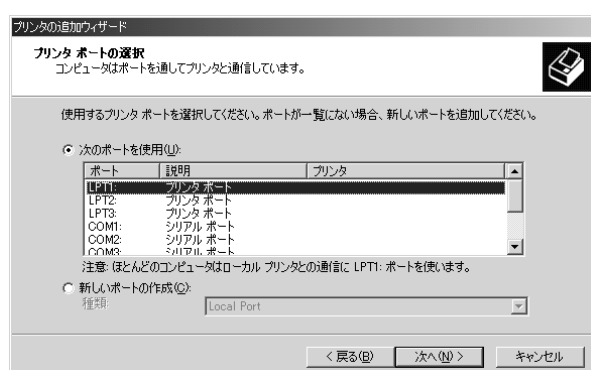 プリンタの追加ウィザード
プリンタ ポートの選択
コンピュータはポートを通してプリンタと通信しています。
使用するプリンタ ポートを選択してください。ポートが一覧にない場合、新しいポートを追加してください。
次のポートを使用(U):
ポート 説明 プリンタ
LPT1: プリンタ ポート
LPT2: プリンタ ポート
LPT3: プリンタ ポート
COM1: シリアル ポート
COM2: シリアル ポート
COM3: シリアル ポート
注意: ほとんどのコンピュータはローカル プリンタとの通信に LPT1: ポートを使います。
新しいポートの作成(C):
種類: Local Port
< 戻る(B) 次へ(N) > キャンセル